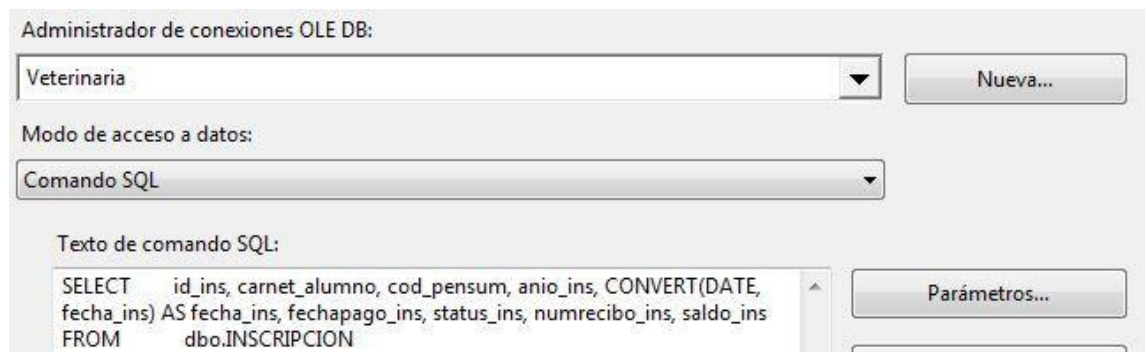 Administrador de conexiones OLE DB:
Veterinaria
Nueva...
Modo de acceso a datos:
Comando SQL
Texto de comando SQL:
SELECT id_ins, carnet_alumno, cod_pensum, anio_ins, CONVERT(DATE,
fecha_ins) AS fecha_ins, fechapago_ins, status_ins, numrecibo_ins, saldo_ins
FROM dbo.INSCRIPCION
Parámetros...